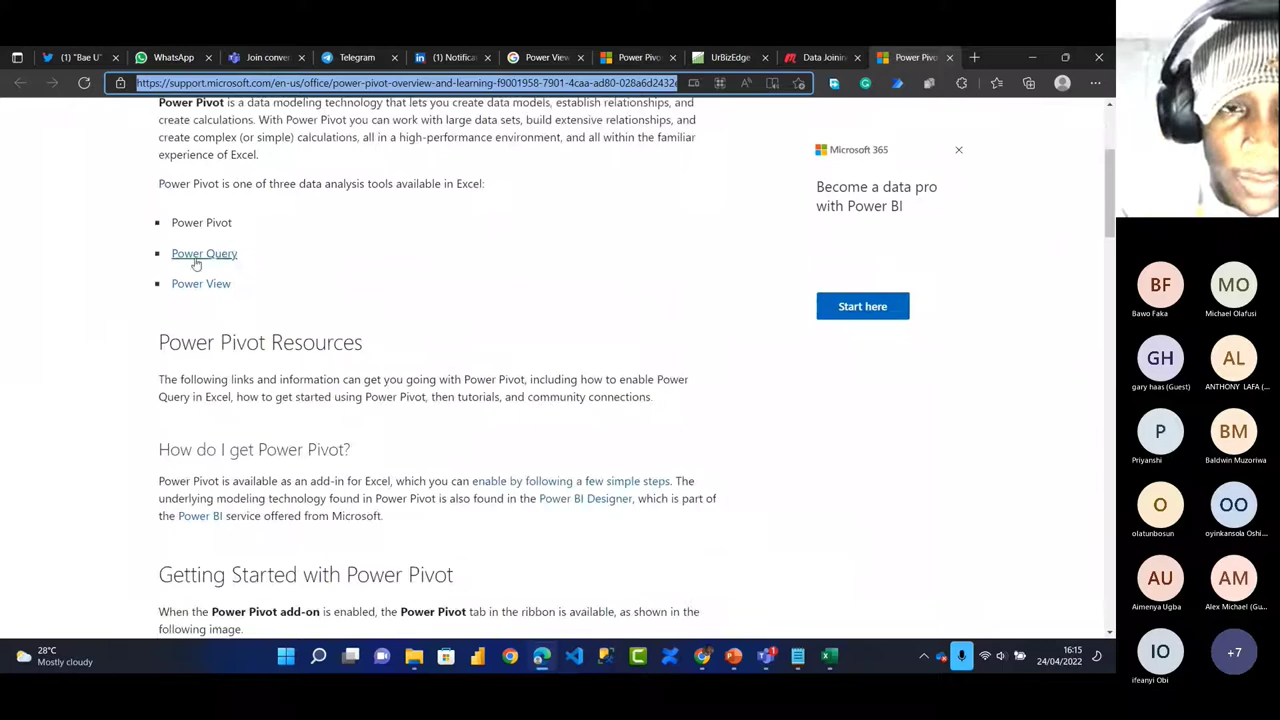 (1) "Bae U"
WhatsApp
Join conver
Telegram
(1) Notifica
Power View
Power Pivo
UrBizEdge
Data Joinin
Power Pivo
https://support.microsoft.com/en-us/office/power-pivot-overview-and-learning-f9001958-7901-4caa-ad80-028a6d2432
Power Pivot is a data modeling technology that lets you create data models, establish relationships, and
create calculations. With Power Pivot you can work with large data sets, build extensive relationships, and
create complex (or simple) calculations, all in a high-performance environment, and all within the familiar
experience of Excel.
Power Pivot is one of three data analysis tools available in Excel:
Power Pivot
Power Query
Power View
Power Pivot Resources
The following links and information can get you going with Power Pivot, including how to enable Power
Query in Excel, how to get started using Power Pivot, then tutorials, and community connections.
How do I get Power Pivot?
Power Pivot is available as an add-in for Excel, which you can enable by following a few simple steps. The
underlying modeling technology found in Power Pivot is also found in the Power BI Designer, which is part of
the Power BI service offered from Microsoft.
Getting Started with Power Pivot
When the Power Pivot add-on is enabled, the Power Pivot tab in the ribbon is available, as shown in the
following image.
Microsoft 365
Become a data pro
with Power BI
Start here
BF
Bawo Faka
MO
Michael Olafusi
GH
gary haas (Guest)
AL
ANTHONY LAFA (...
P
Priyanshi
BM
Baldwin Muzoriwa
O
olatunbosun
OO
oyinkansola Oshi...
AU
Aimenya Ugba
AM
Alex Michael (Gu...
IO
ifeanyi Obi
+7
28°C
Mostly cloudy
16:15
24/04/2022